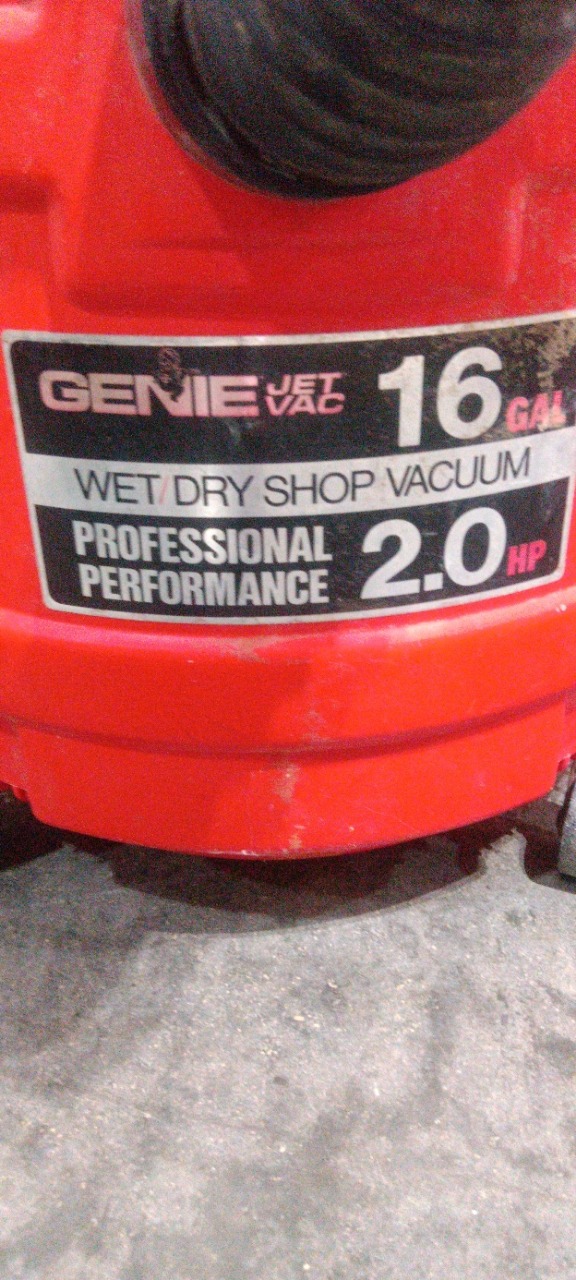 GENIE JET VAC 16 GAL
WET/DRY SHOP VACUUM
PROFESSIONAL PERFORMANCE 2.0 HP